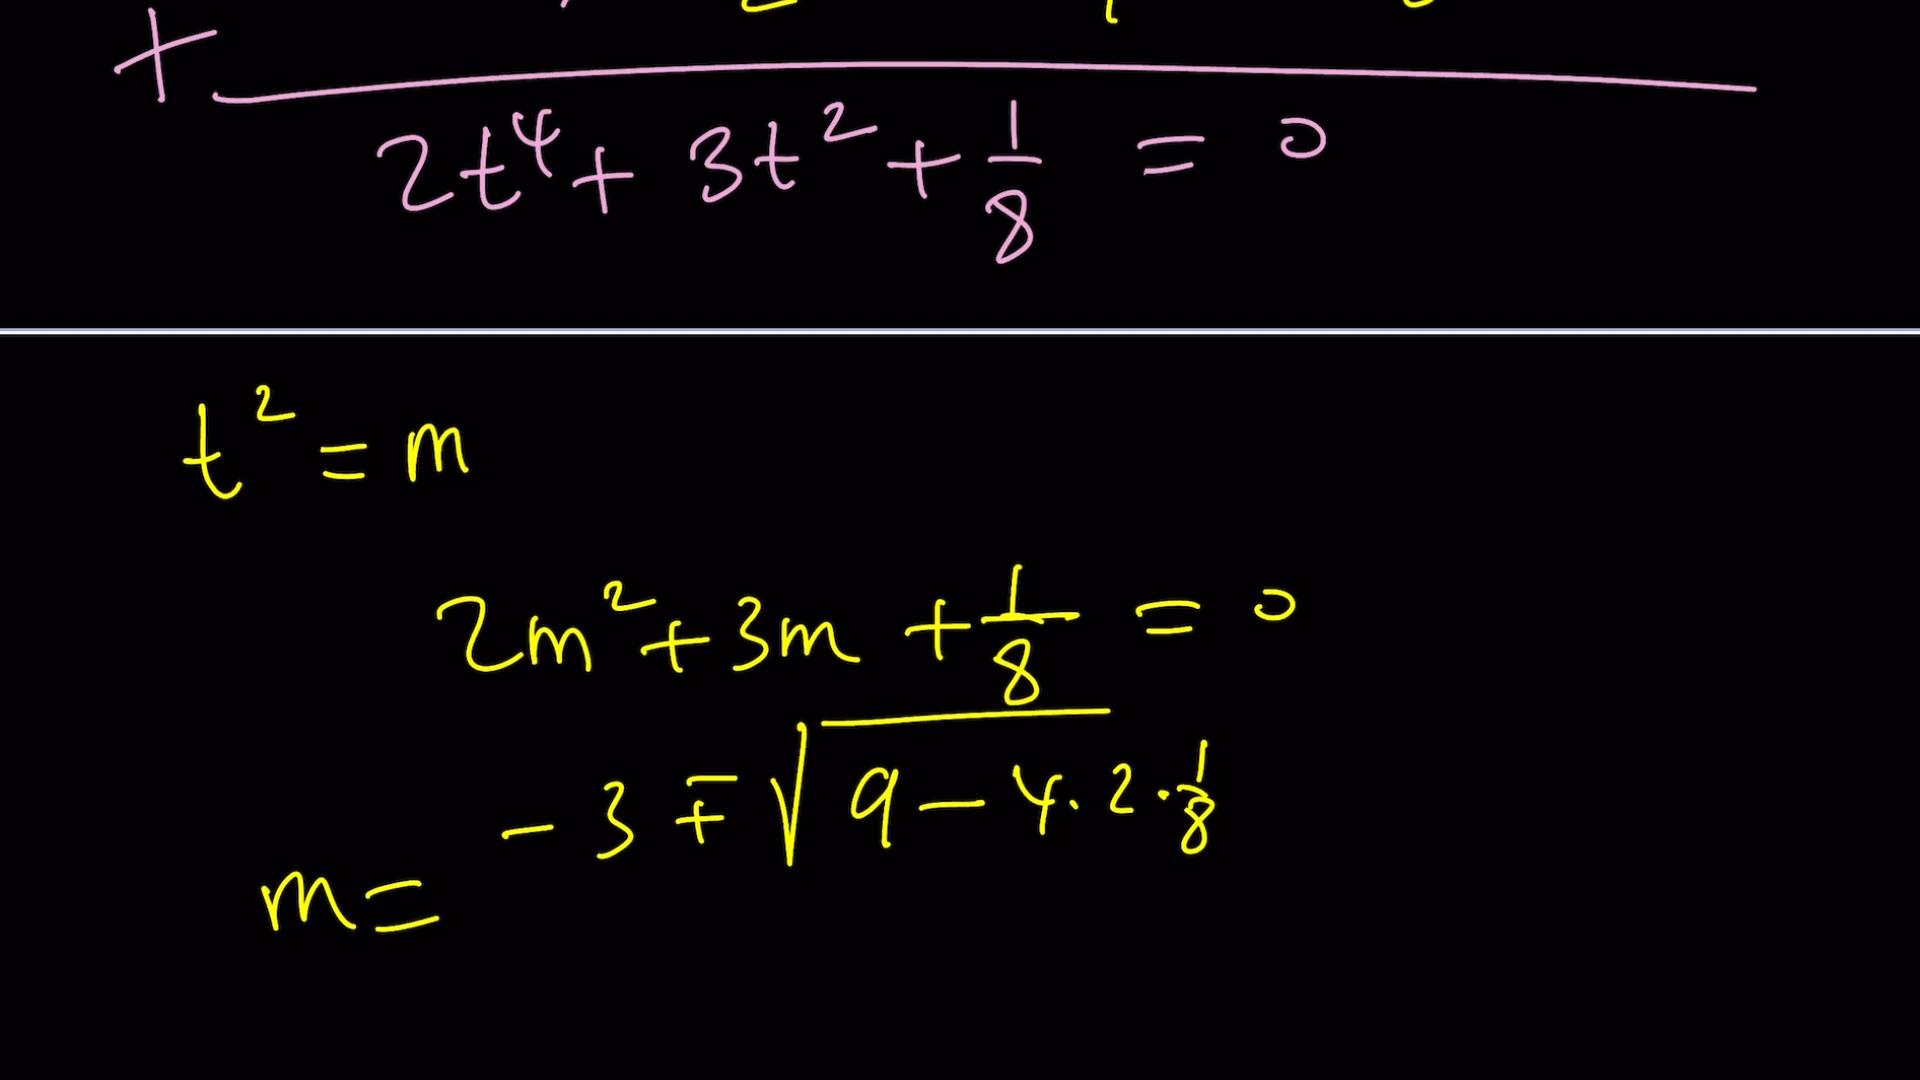 +
2t⁴ + 3t² + 1/8 = 0
t² = m
2m² + 3m + 1/8 = 0
m = -3 ∓ √9 - 4 · 2 · 1/8